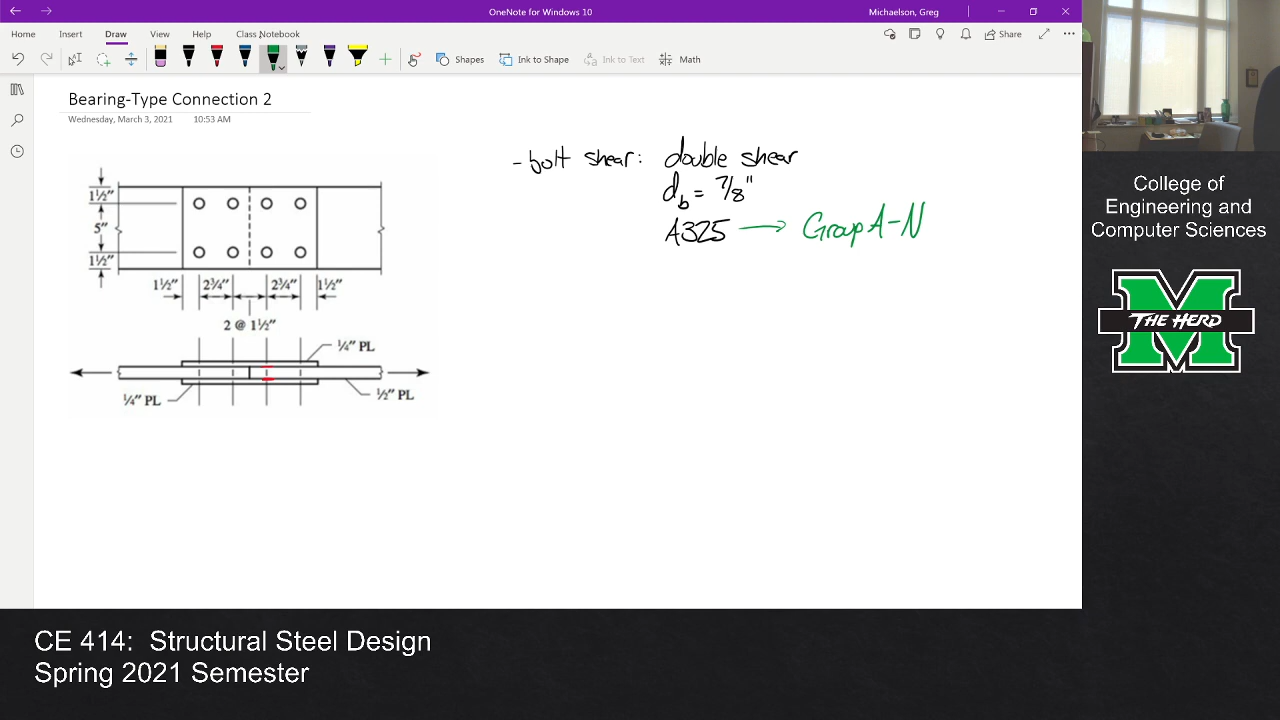 OneNote for Windows 10
Michaelson, Greg
Home Insert Draw View Help Class Notebook
Share
Shapes Ink to Shape Ink to Text Math
Bearing-Type Connection 2
Wednesday, March 3, 2021 10:53 AM
- bolt shear: double shear
d_b = 7/8"
A325 → Group A-N
1½"
5"
1½"
1½" 2¾" 2¾" 1½"
2 @ 1½"
¼" PL
¼" PL
½" PL
College of
Engineering and
Computer Sciences
THE HERD
CE 414: Structural Steel Design
Spring 2021 Semester